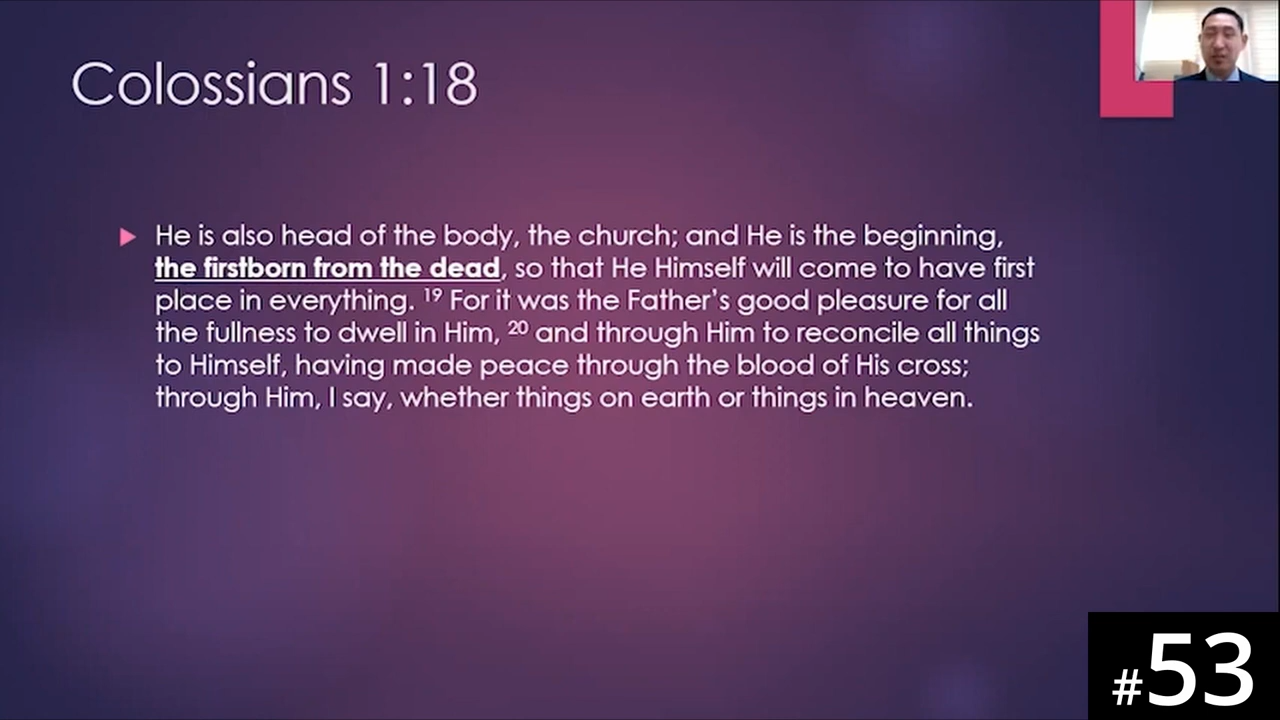 Colossians 1:18
He is also head of the body, the church; and He is the beginning,
the firstborn from the dead, so that He Himself will come to have first
place in everything. ¹⁹ For it was the Father’s good pleasure for all
the fullness to dwell in Him, ²⁰ and through Him to reconcile all things
to Himself, having made peace through the blood of His cross;
through Him, I say, whether things on earth or things in heaven.
#53